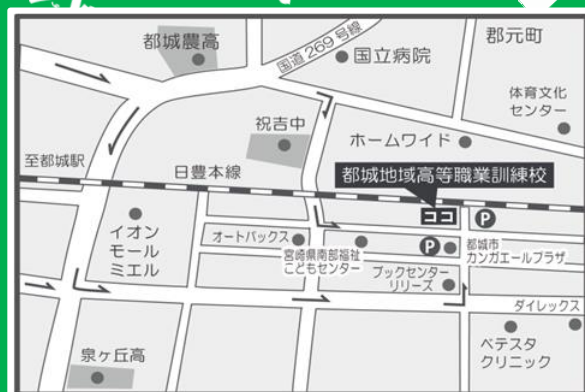 都城農高
国道269号線
国立病院
郡元町
体育文化
センター
祝吉中
ホームワイド
至都城駅
日豊本線
都城地域高等職業訓練校
ココ
P
イオン
モール
ミエル
オートバックス
宮崎県南部福祉
こどもセンター
P
都城市
カンガエールプラザ
ブックセンター
リリーズ
ダイレックス
ベテスタ
クリニック
泉ヶ丘高